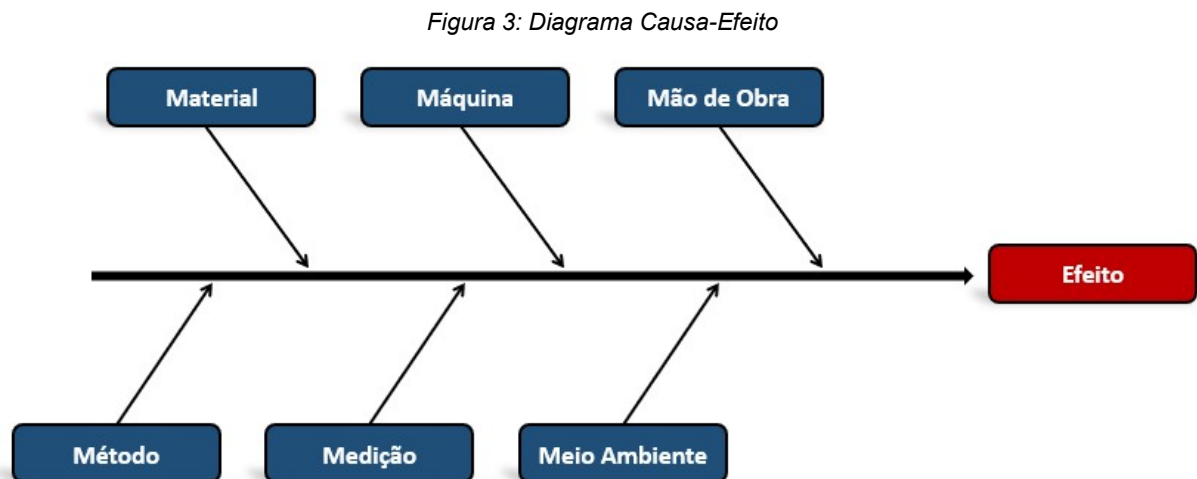 Figura 3: Diagrama Causa-Efeito
Material
Máquina
Mão de Obra
Efeito
Método
Medição
Meio Ambiente